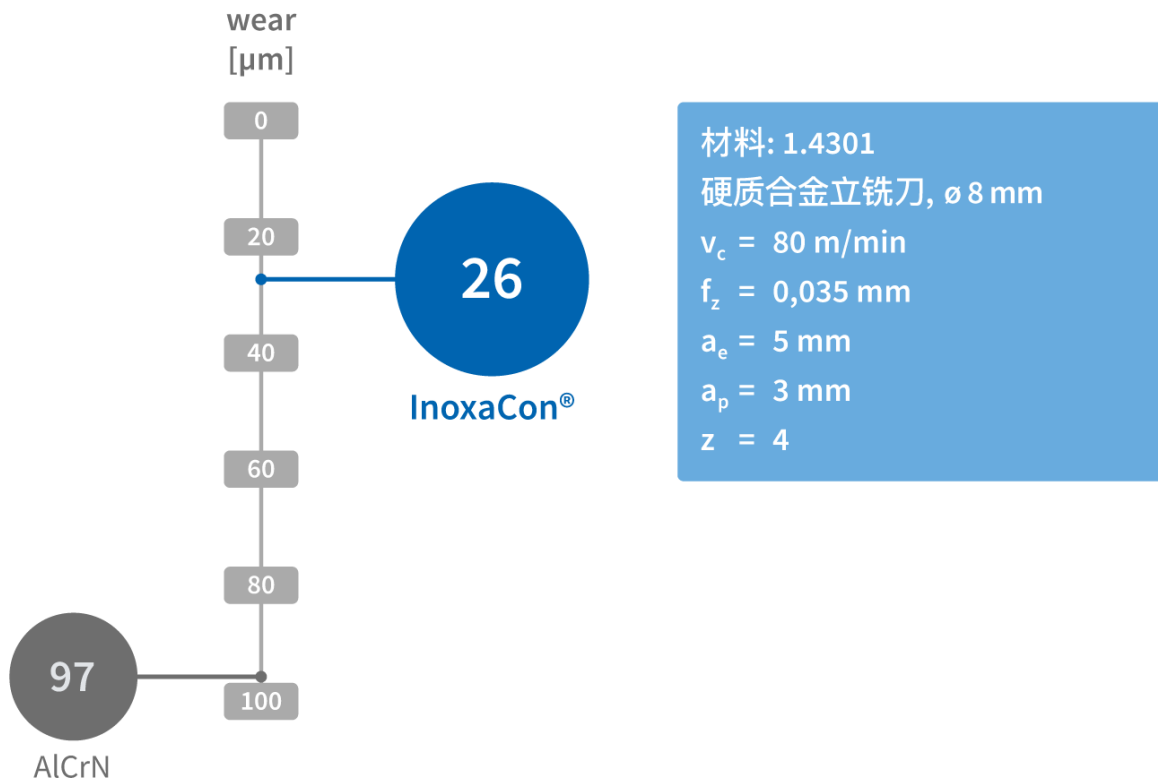 wear
[µm]
0
20
40
60
80
100
26
InoxaCon®
97
AlCrN
材料: 1.4301
硬质合金立铣刀, ø 8 mm
vc = 80 m/min
fz = 0,035 mm
ae = 5 mm
ap = 3 mm
z = 4